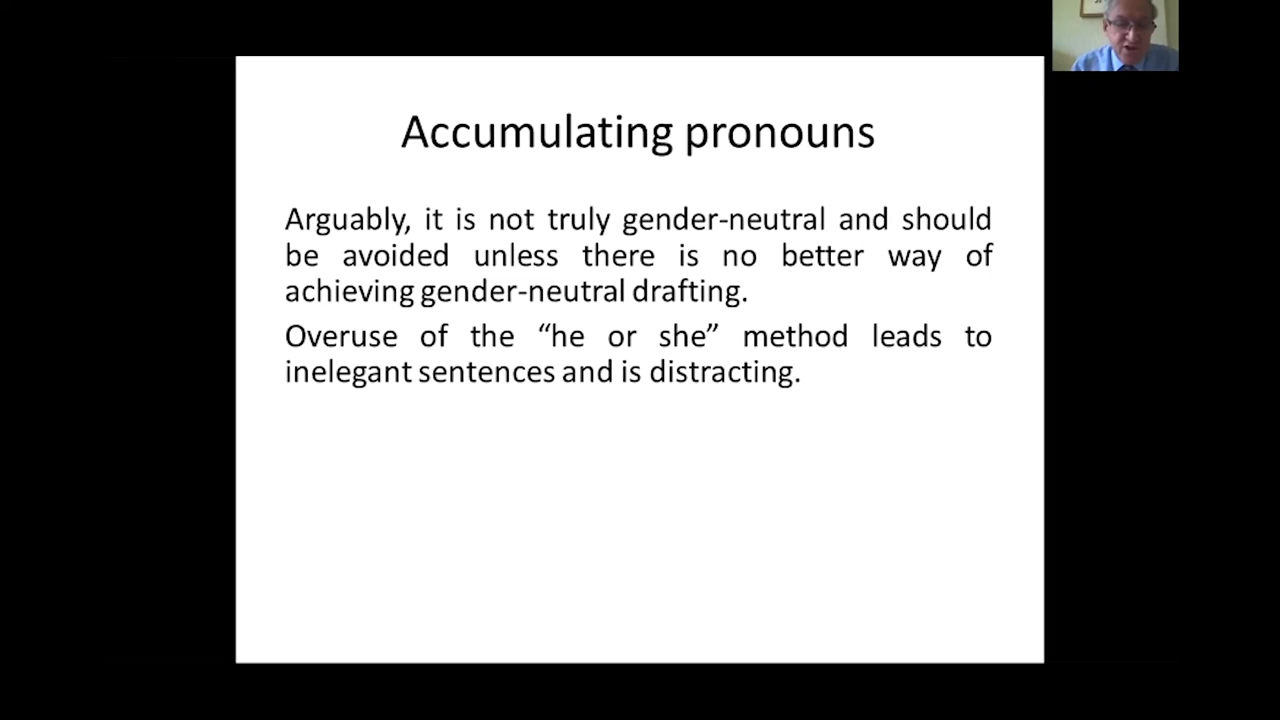 Accumulating pronouns
Arguably, it is not truly gender-neutral and should
be avoided unless there is no better way of
achieving gender-neutral drafting.
Overuse of the “he or she” method leads to
inelegant sentences and is distracting.